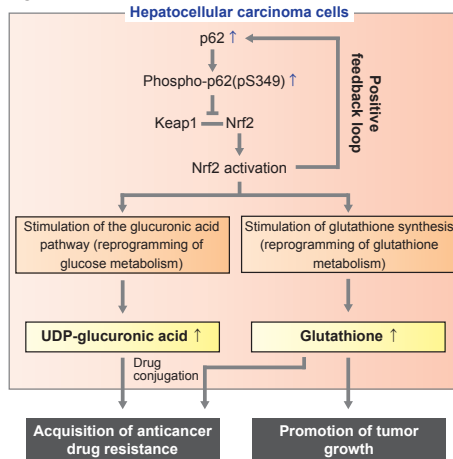 Hepatocellular carcinoma cells
p62 ↑
Phospho-p62(pS349) ↑
Keap1
Nrf2
Nrf2 activation
Positive
feedback loop
Stimulation of the glucuronic acid
pathway (reprogramming of
glucose metabolism)
Stimulation of glutathione synthesis
(reprogramming of glutathione
metabolism)
UDP-glucuronic acid ↑
Glutathione ↑
Drug
conjugation
Acquisition of anticancer
drug resistance
Promotion of tumor
growth